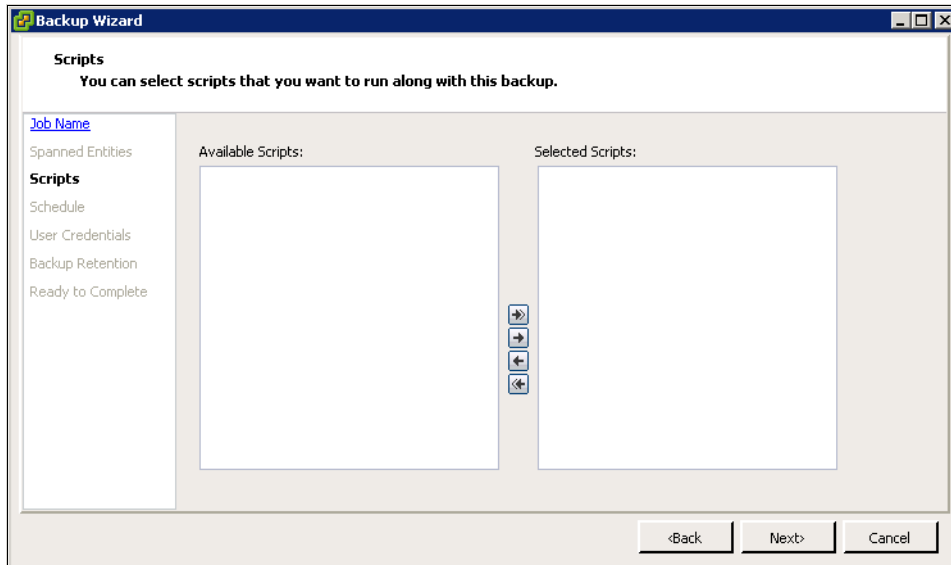 Backup Wizard
Scripts
You can select scripts that you want to run along with this backup.
Job Name
Spanned Entities
Scripts
Schedule
User Credentials
Backup Retention
Ready to Complete
Available Scripts:
Selected Scripts:
<Back
Next>
Cancel